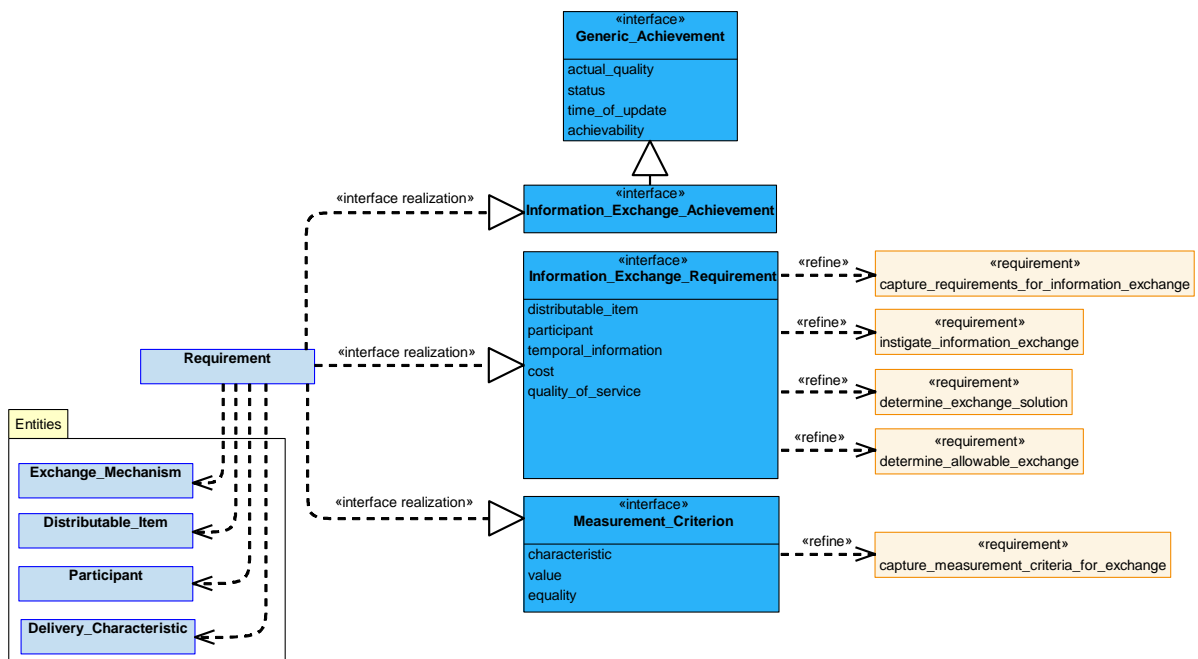 «interface»
Generic_Achievement
actual_quality
status
time_of_update
achievability
«interface realization»
«interface»
Information_Exchange_Achievement
«interface»
Information_Exchange_Requirement
distributable_item
participant
temporal_information
cost
quality_of_service
«refine»
«requirement»
capture_requirements_for_information_exchange
«refine»
«requirement»
instigate_information_exchange
«refine»
«requirement»
determine_exchange_solution
«refine»
«requirement»
determine_allowable_exchange
Requirement
«interface realization»
Entities
Exchange_Mechanism
Distributable_Item
Participant
Delivery_Characteristic
«interface realization»
«interface»
Measurement_Criterion
characteristic
value
equality
«refine»
«requirement»
capture_measurement_criteria_for_exchange